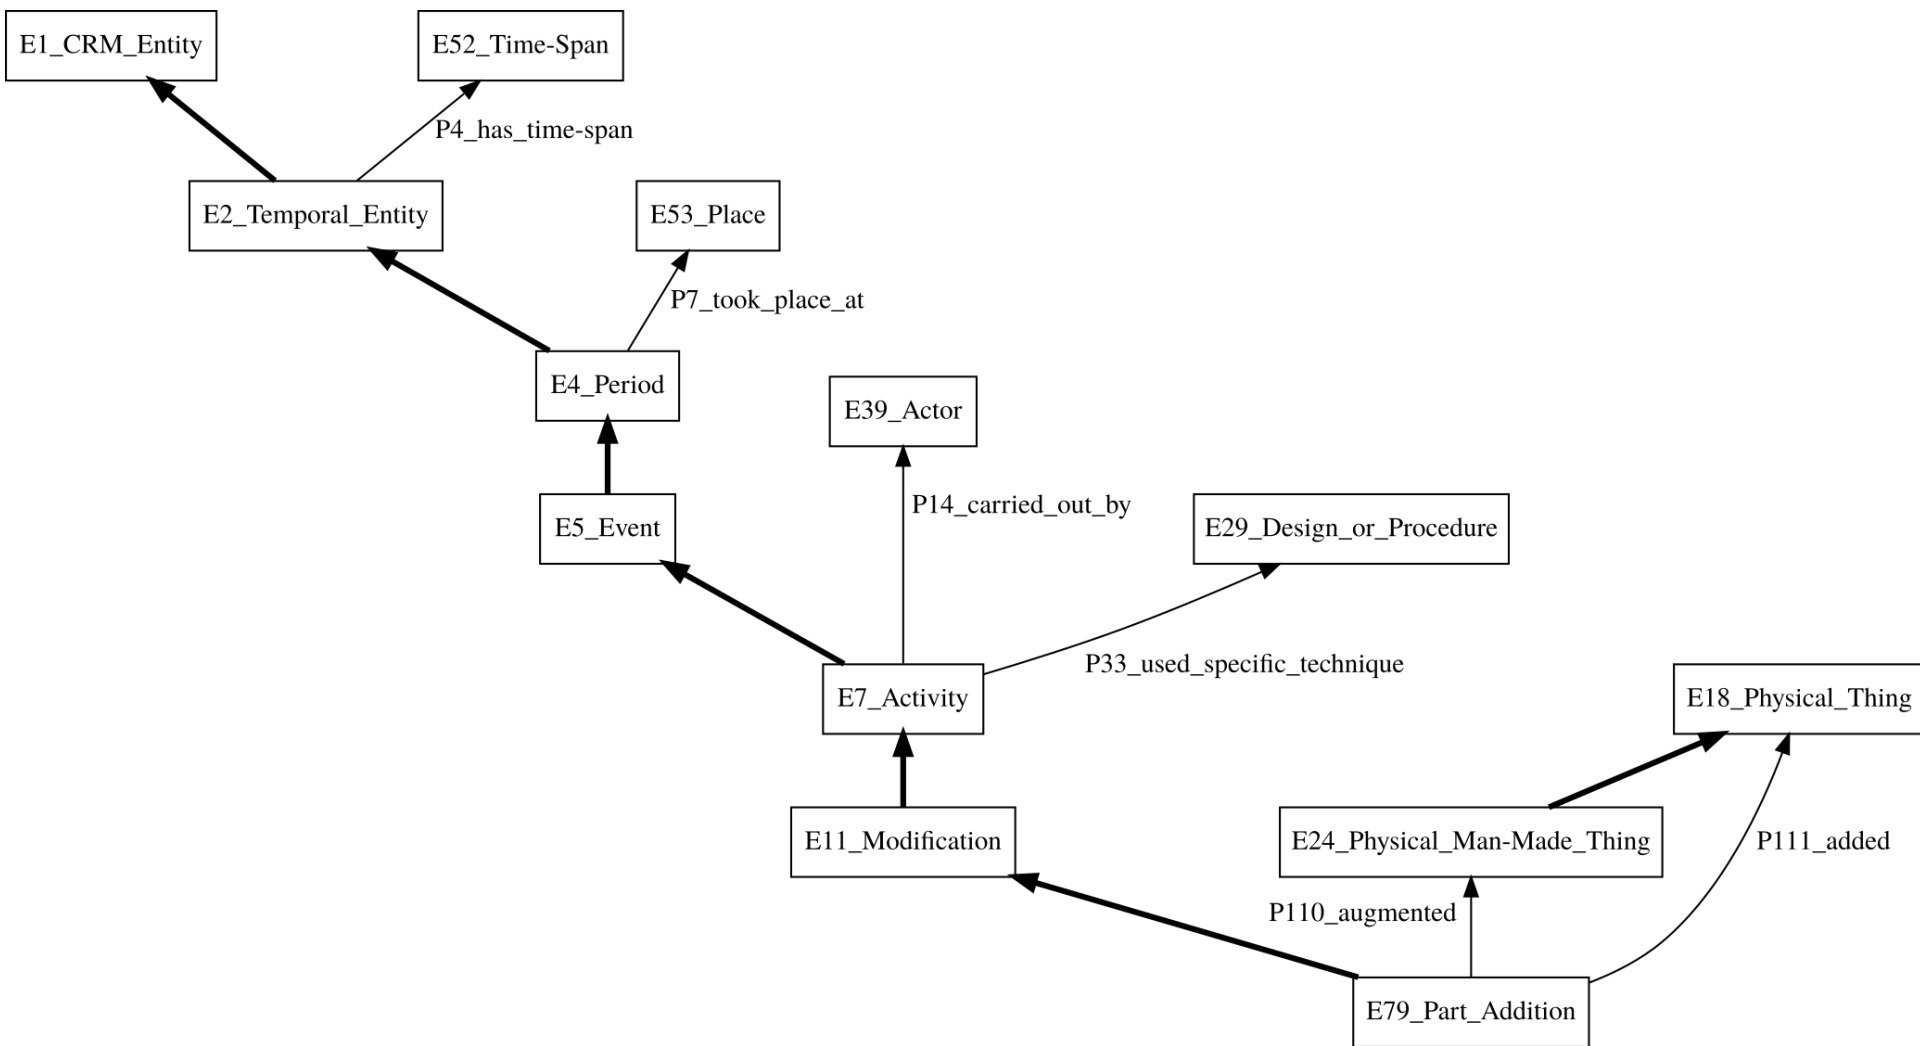 E1_CRM_Entity
E52_Time-Span
P4_has_time-span
E2_Temporal_Entity
E53_Place
P7_took_place_at
E4_Period
E39_Actor
P14_carried_out_by
E5_Event
E29_Design_or_Procedure
P33_used_specific_technique
E7_Activity
E18_Physical_Thing
E11_Modification
E24_Physical_Man-Made_Thing
P111_added
P110_augmented
E79_Part_Addition